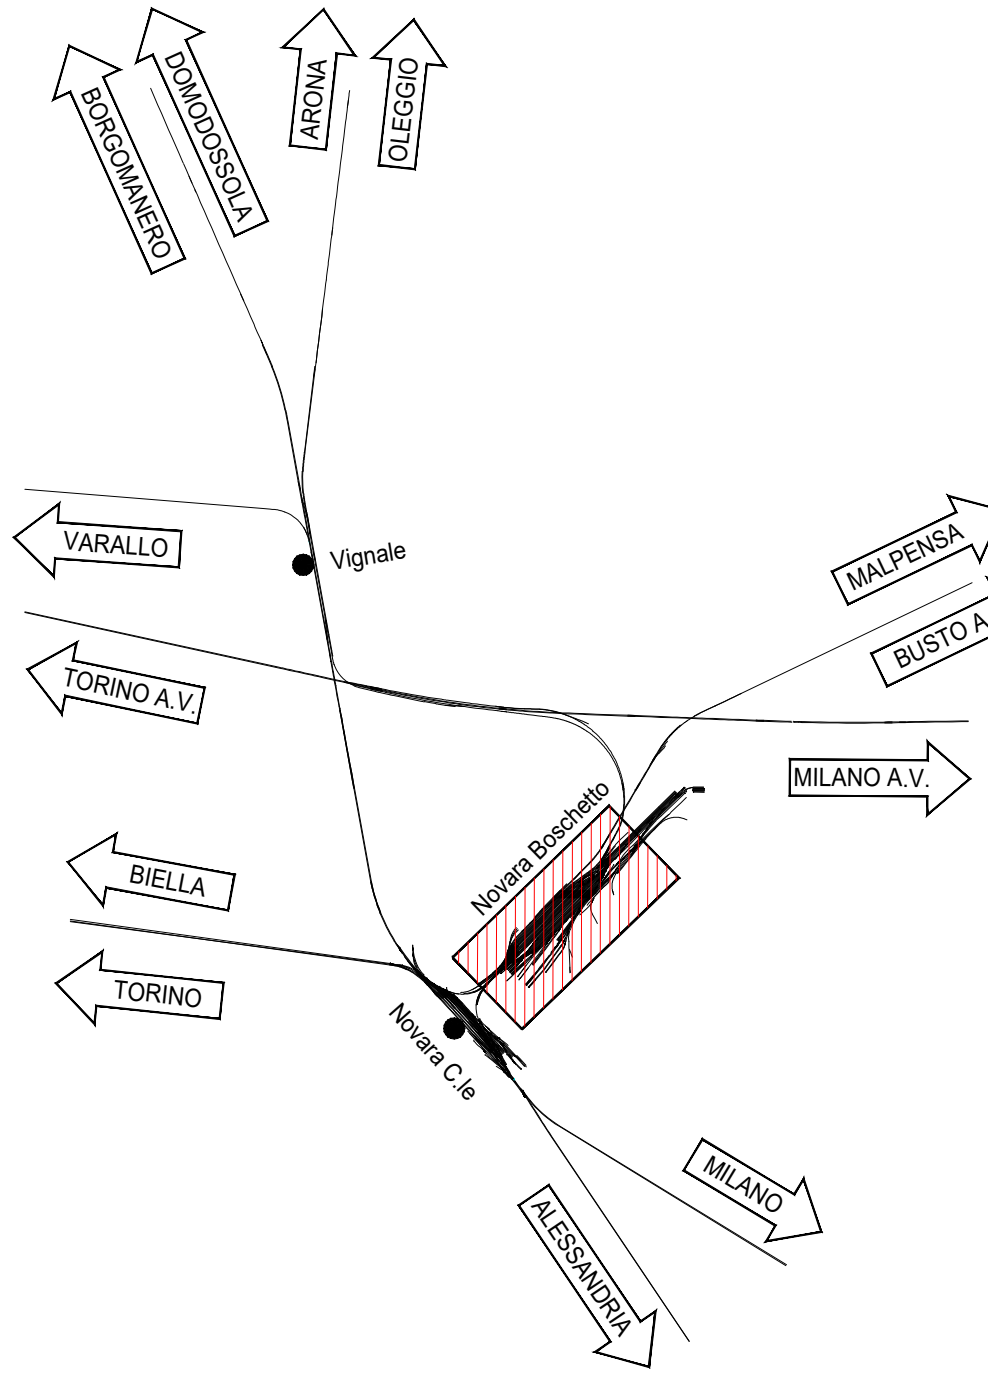 BORGOMANERO
DOMODOSSOLA
ARONA
OLEGGIO
VARALLO
Vignale
MALPENSA
BUSTO A
TORINO A.V.
MILANO A.V.
Novara Boschetto
BIELLA
TORINO
Novara C.le
MILANO
ALESSANDRIA